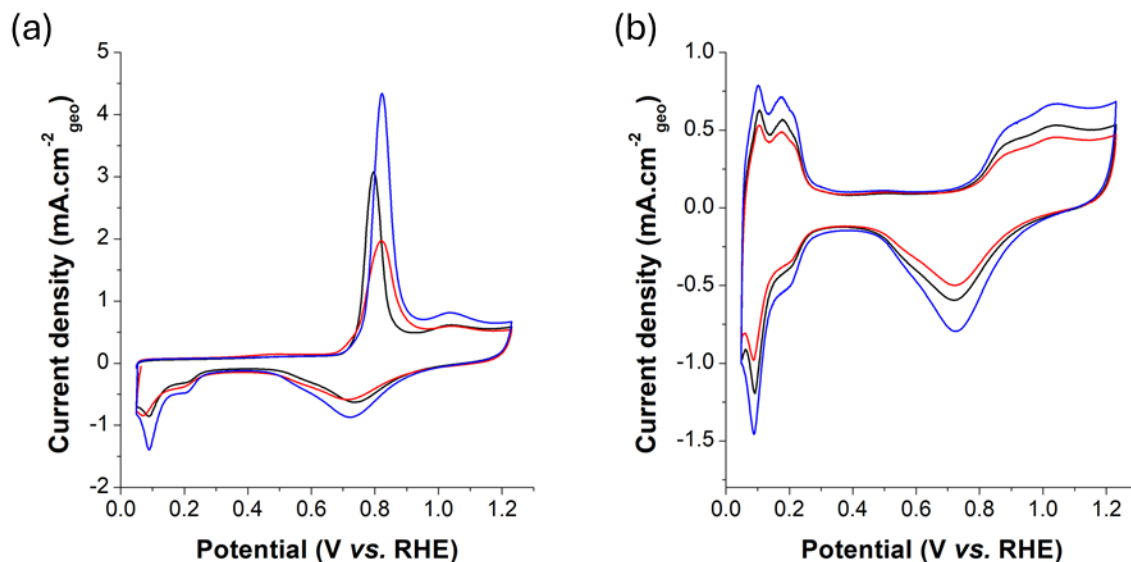 (a)
(b)
Current density (mA.cm⁻²geo)
5
4
3
2
1
0
-1
-2
0.0 0.2 0.4 0.6 0.8 1.0 1.2
Potential (V vs. RHE)
Current density (mA.cm⁻²geo)
1.0
0.5
0.0
-0.5
-1.0
-1.5
0.0 0.2 0.4 0.6 0.8 1.0 1.2
Potential (V vs. RHE)